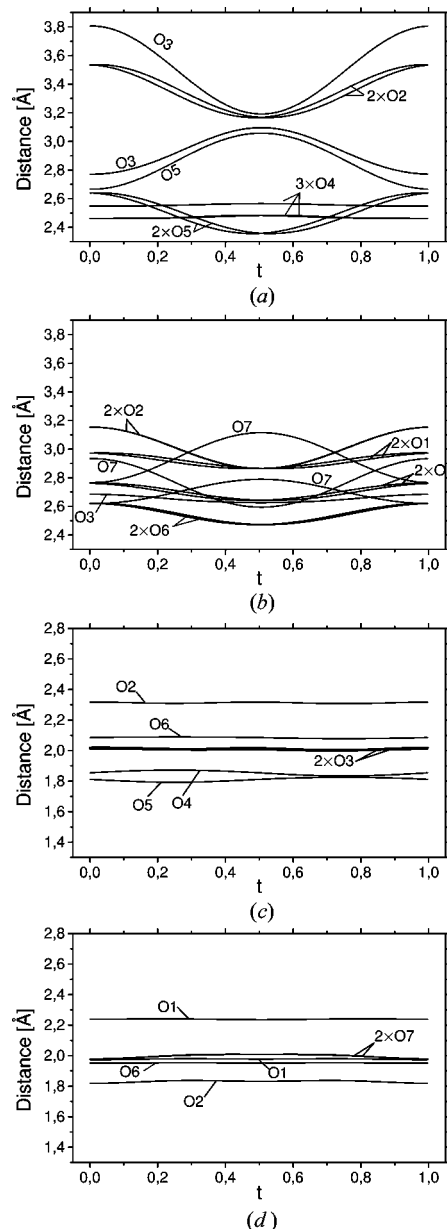 3,8
3,6
3,4
3,2
3,0
2,8
2,6
2,4
Distance [Å]
O3
2×O2
O3
O5
3×O4
2×O5
0,0 0,2 0,4 0,6 0,8 1,0
t
(a)
3,8
3,6
3,4
3,2
3,0
2,8
2,6
2,4
Distance [Å]
2×O2
O7
2×O1
O7
2×O
O7
O3
2×O6
0,0 0,2 0,4 0,6 0,8 1,0
t
(b)
2,8
2,6
2,4
2,2
2,0
1,8
1,6
1,4
Distance [Å]
O2
O6
2×O3
O5 O4
0,0 0,2 0,4 0,6 0,8 1,0
t
(c)
2,8
2,6
2,4
2,2
2,0
1,8
1,6
1,4
Distance [Å]
O1
2×O7
O6 O1
O2
0,0 0,2 0,4 0,6 0,8 1,0
t
(d)